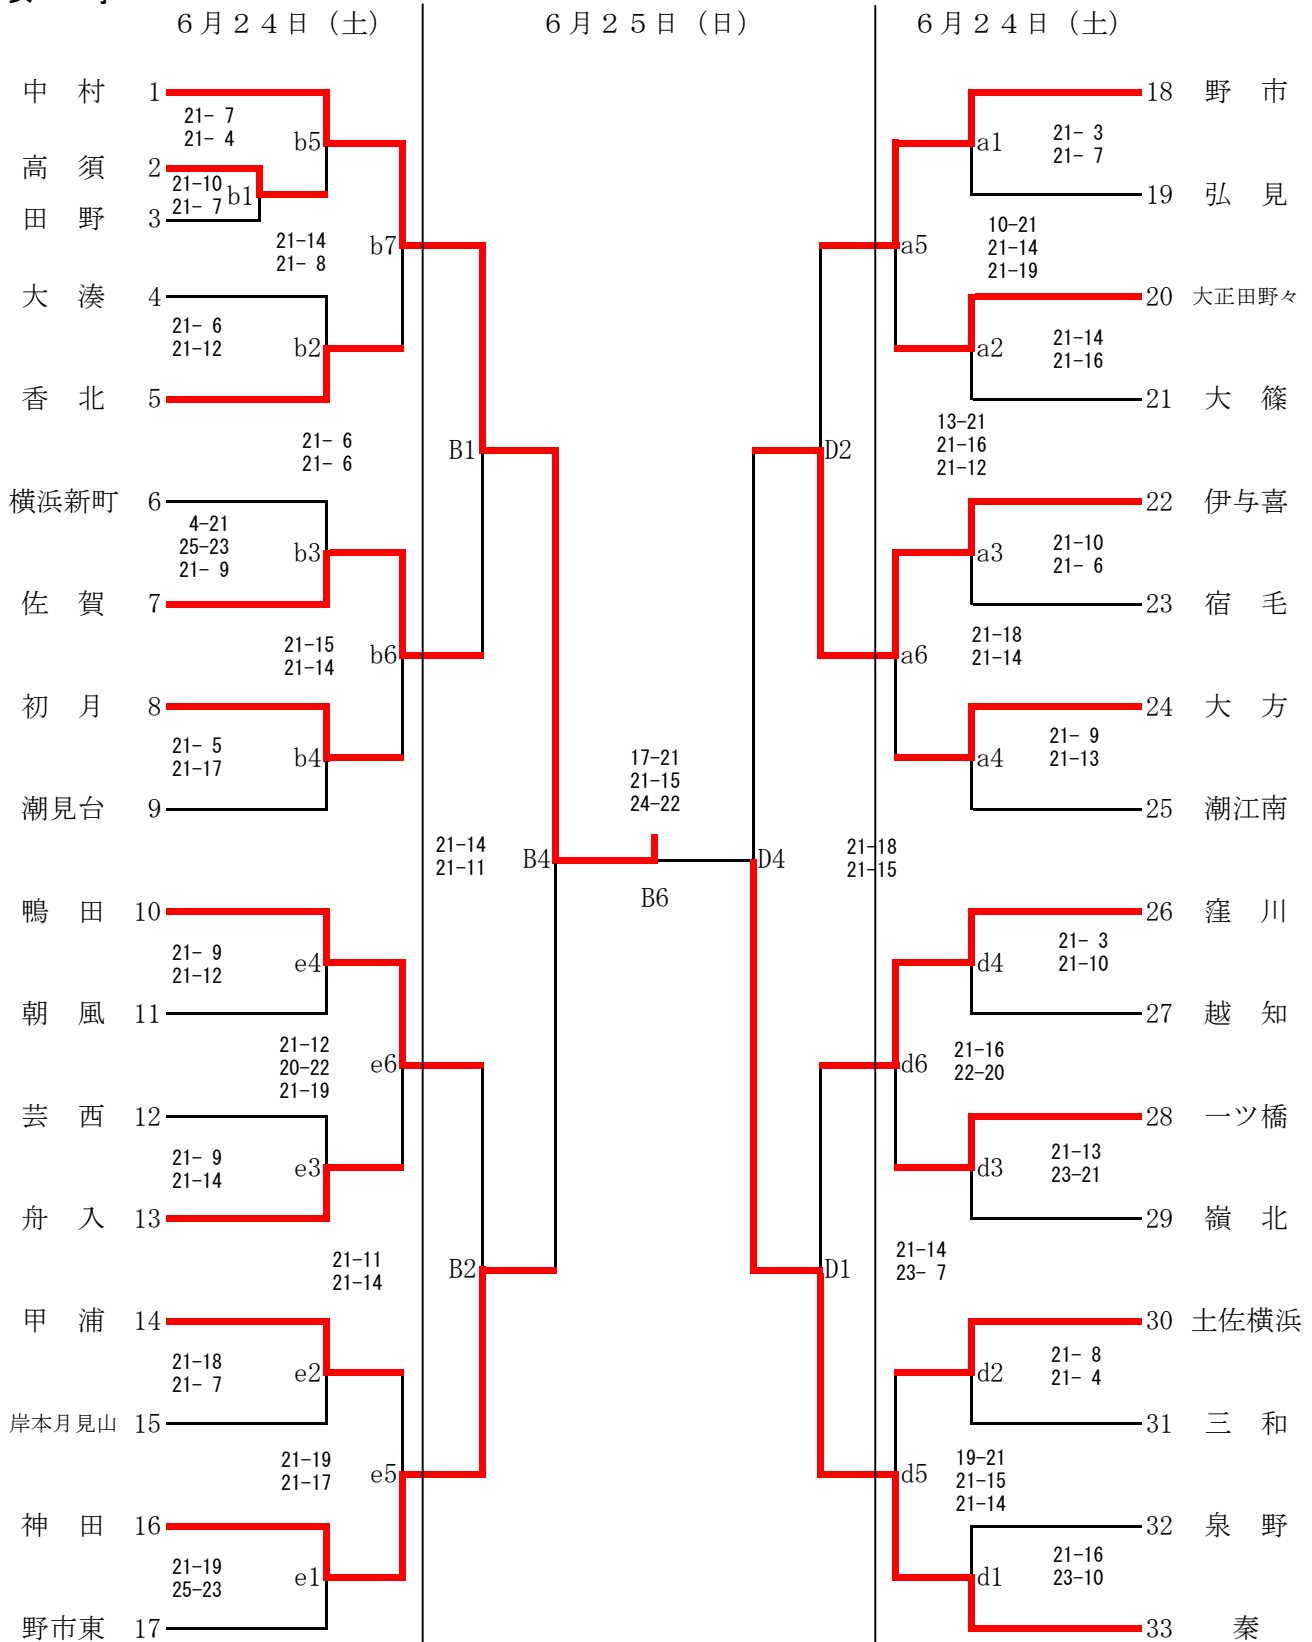 ６月２４日（土）
６月２５日（日）
６月２４日（土）
中　村　1
21- 7
21- 4
b5
高　須　2
21-10
21- 7
b1
田　野　3
21-14
21- 8
b7
大　湊　4
21- 6
21-12
b2
香　北　5
21- 6
21- 6
B1
横浜新町　6
4-21
25-23
21- 9
b3
佐　賀　7
21-15
21-14
b6
初　月　8
21- 5
21-17
b4
潮見台　9
21-14
21-11
B4
鴨　田　10
21- 9
21-12
e4
朝　風　11
21-12
20-22
21-19
e6
芸　西　12
21- 9
21-14
e3
舟　入　13
21-11
21-14
B2
甲　浦　14
21-18
21- 7
e2
岸本月見山　15
21-19
21-17
e5
神　田　16
21-19
25-23
e1
野市東　17
17-21
21-15
24-22
B6
18　野　市
a1
21- 3
21- 7
19　弘　見
a5
10-21
21-14
21-19
20　大正田野々
a2
21-14
21-16
21　大　篠
D2
13-21
21-16
21-12
22　伊与喜
a3
21-10
21- 6
23　宿　毛
a6
21-18
21-14
24　大　方
a4
21- 9
21-13
25　潮江南
D4
21-18
21-15
26　窪　川
d4
21- 3
21-10
27　越　知
d6
21-16
22-20
28　一ツ橋
d3
21-13
23-21
29　嶺　北
D1
21-14
23- 7
30　土佐横浜
d2
21- 8
21- 4
31　三　和
d5
19-21
21-15
21-14
32　泉　野
d1
21-16
23-10
33　秦